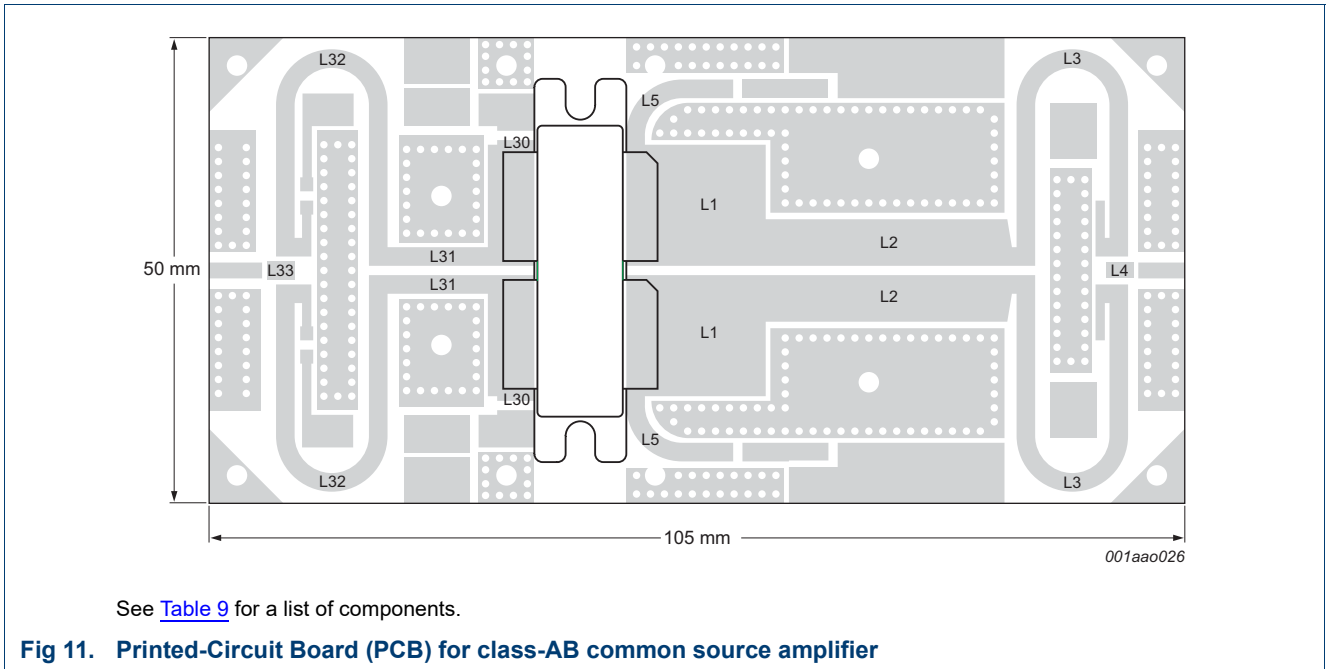 L32
L3
L5
L30
L1
L2
L31
50 mm
L33
L4
L31
L2
L1
L30
L5
L32
L3
105 mm
001aao026
See Table 9 for a list of components.
Fig 11. Printed-Circuit Board (PCB) for class-AB common source amplifier